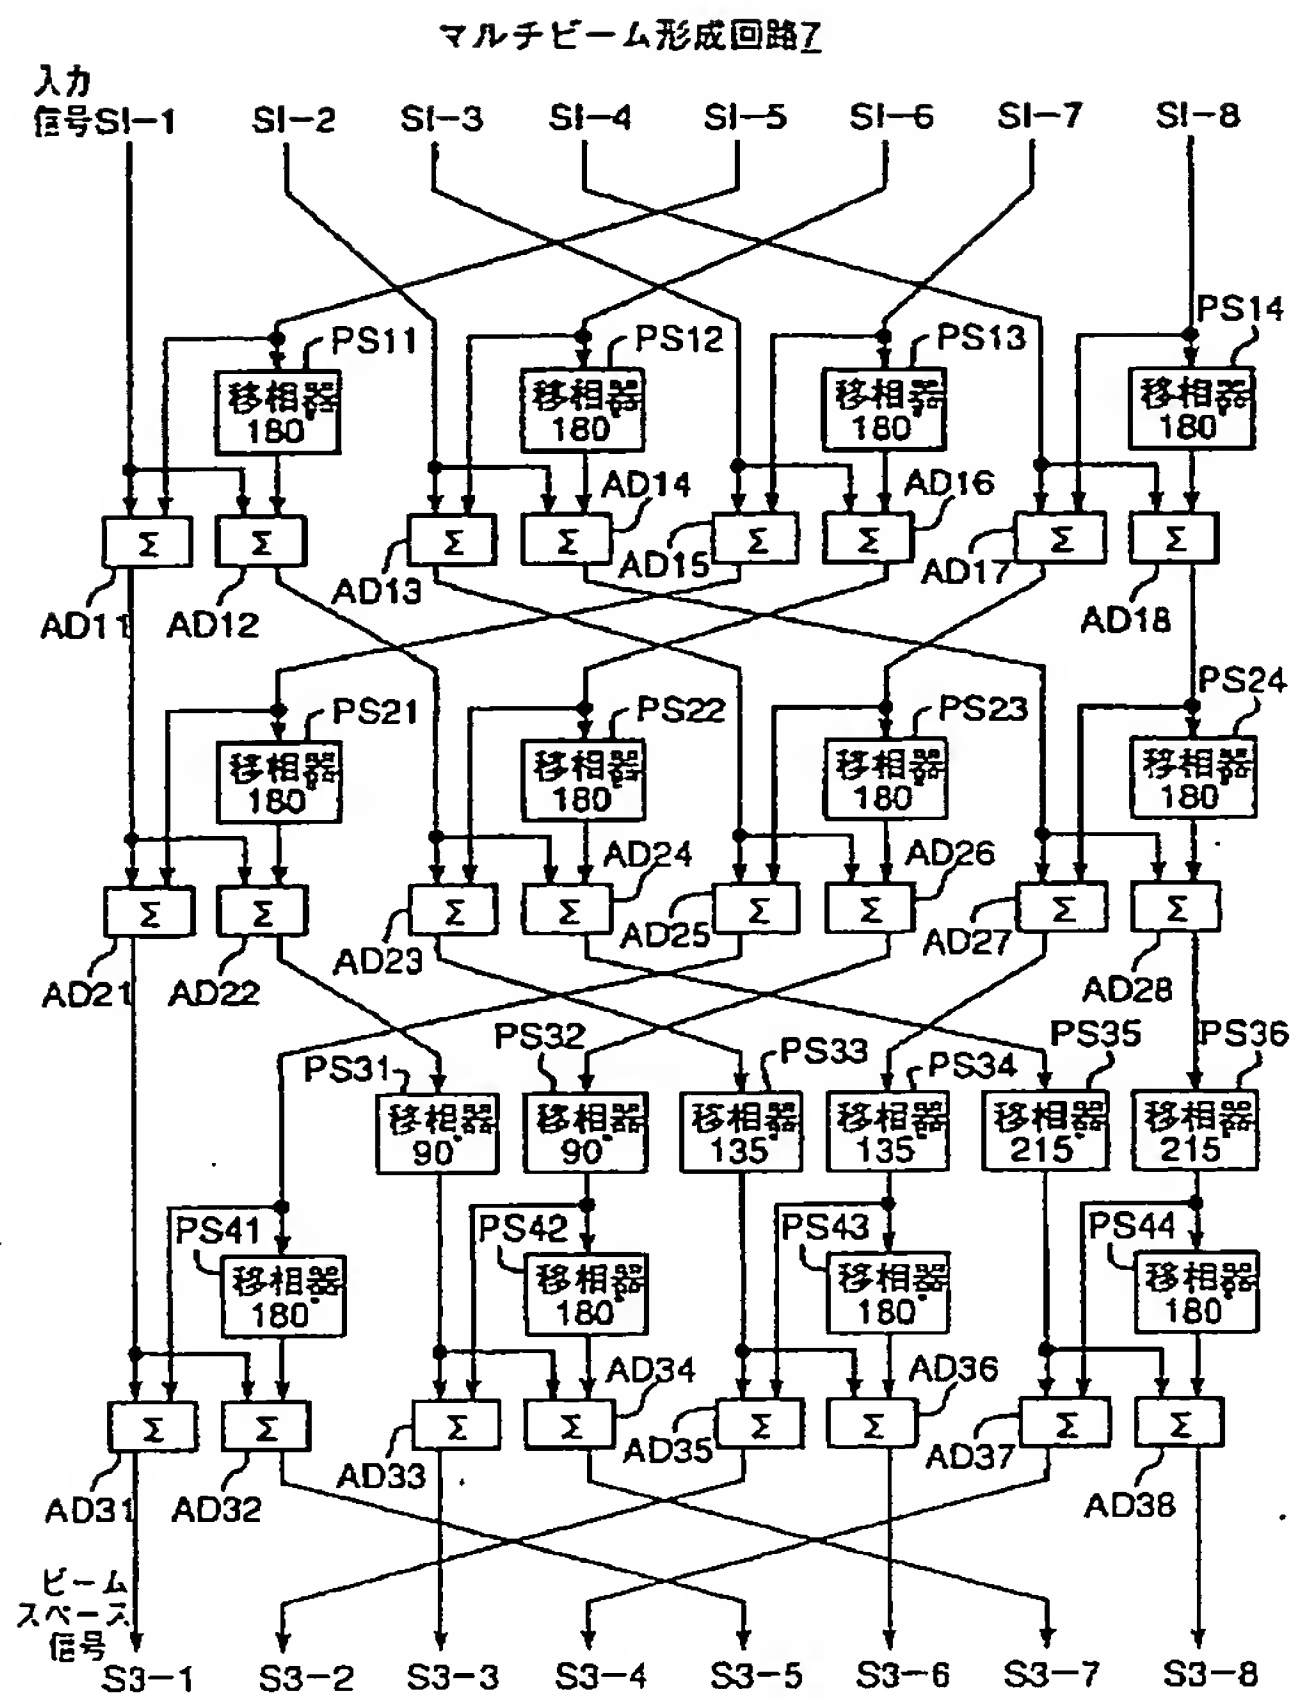 マルチビーム形成回路7
入力
信号SI-1 SI-2 SI-3 SI-4 SI-5 SI-6 SI-7 SI-8
PS11 PS12 PS13 PS14
移相器 移相器 移相器 移相器
180° 180° 180° 180°
AD14 AD16
Σ Σ Σ Σ Σ Σ Σ Σ
AD11 AD12 AD13 AD15 AD17 AD18
PS21 PS22 PS23 PS24
移相器 移相器 移相器 移相器
180° 180° 180° 180°
AD24 AD26
Σ Σ Σ Σ Σ Σ Σ Σ
AD21 AD22 AD23 AD25 AD27 AD28
PS31 PS32 PS33 PS34 PS35 PS36
移相器 移相器 移相器 移相器 移相器 移相器
90° 90° 135° 135° 215° 215°
PS41 PS42 PS43 PS44
移相器 移相器 移相器 移相器
180° 180° 180° 180°
AD34 AD36
Σ Σ Σ Σ Σ Σ Σ Σ
AD31 AD32 AD33 AD35 AD37 AD38
ビーム
スペース
信号
S3-1 S3-2 S3-3 S3-4 S3-5 S3-6 S3-7 S3-8